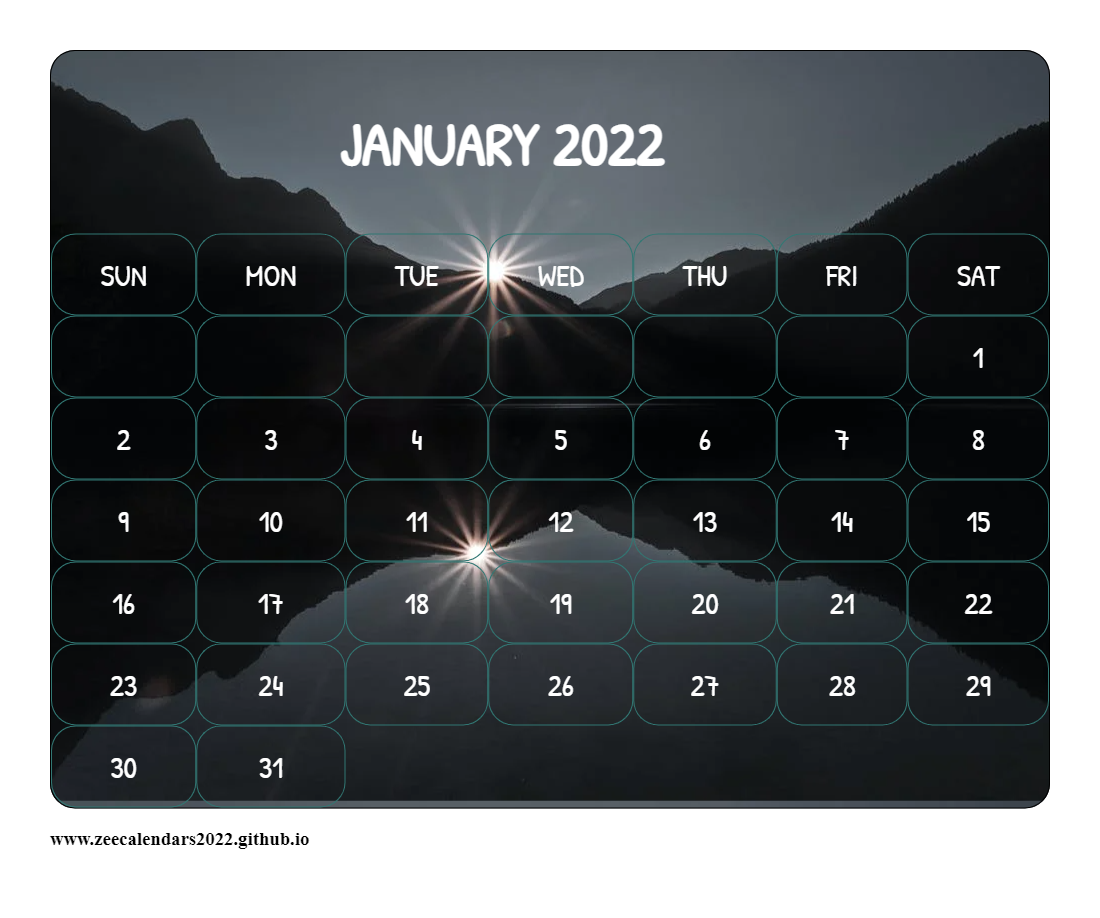 JANUARY 2022
SUN MON TUE WED THU FRI SAT
1
2 3 4 5 6 7 8
9 10 11 12 13 14 15
16 17 18 19 20 21 22
23 24 25 26 27 28 29
30 31
www.zeecalendars2022.github.io